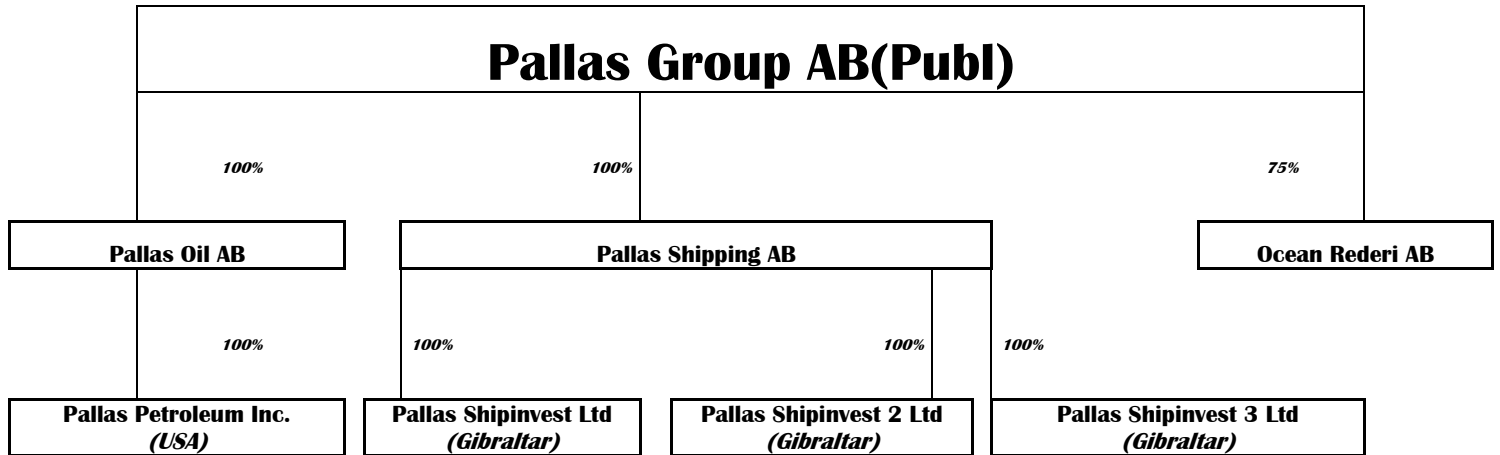 Pallas Group AB(Publ)
100%
100%
75%
Pallas Oil AB
Pallas Shipping AB
Ocean Rederi AB
100%
100%
100%
100%
Pallas Petroleum Inc.
(USA)
Pallas Shipinvest Ltd
(Gibraltar)
Pallas Shipinvest 2 Ltd
(Gibraltar)
Pallas Shipinvest 3 Ltd
(Gibraltar)